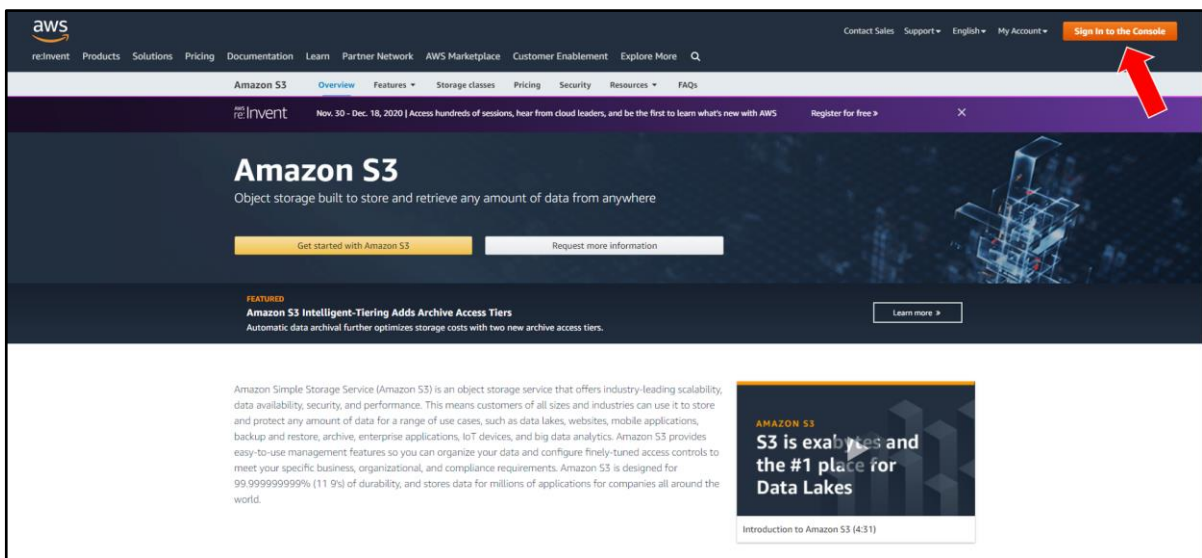 aws
Contact Sales Support English My Account Sign In to the Console
re:Invent Products Solutions Pricing Documentation Learn Partner Network AWS Marketplace Customer Enablement Explore More
Amazon S3 Overview Features Storage classes Pricing Security Resources FAQs
AWS re:Invent Nov. 30 - Dec. 18, 2020 | Access hundreds of sessions, hear from cloud leaders, and be the first to learn what's new with AWS Register for free »
Amazon S3
Object storage built to store and retrieve any amount of data from anywhere
Get started with Amazon S3 Request more information
FEATURED
Amazon S3 Intelligent-Tiering Adds Archive Access Tiers
Automatic data archival further optimizes storage costs with two new archive access tiers.
Learn more »
Amazon Simple Storage Service (Amazon S3) is an object storage service that offers industry-leading scalability,
data availability, security, and performance. This means customers of all sizes and industries can use it to store
and protect any amount of data for a range of use cases, such as data lakes, websites, mobile applications,
backup and restore, archive, enterprise applications, IoT devices, and big data analytics. Amazon S3 provides
easy-to-use management features so you can organize your data and configure finely-tuned access controls to
meet your specific business, organizational, and compliance requirements. Amazon S3 is designed for
99.999999999% (11 9's) of durability, and stores data for millions of applications for companies all around the
world.
AMAZON S3
S3 is exabytes and
the #1 place for
Data Lakes
Introduction to Amazon S3 (4:31)